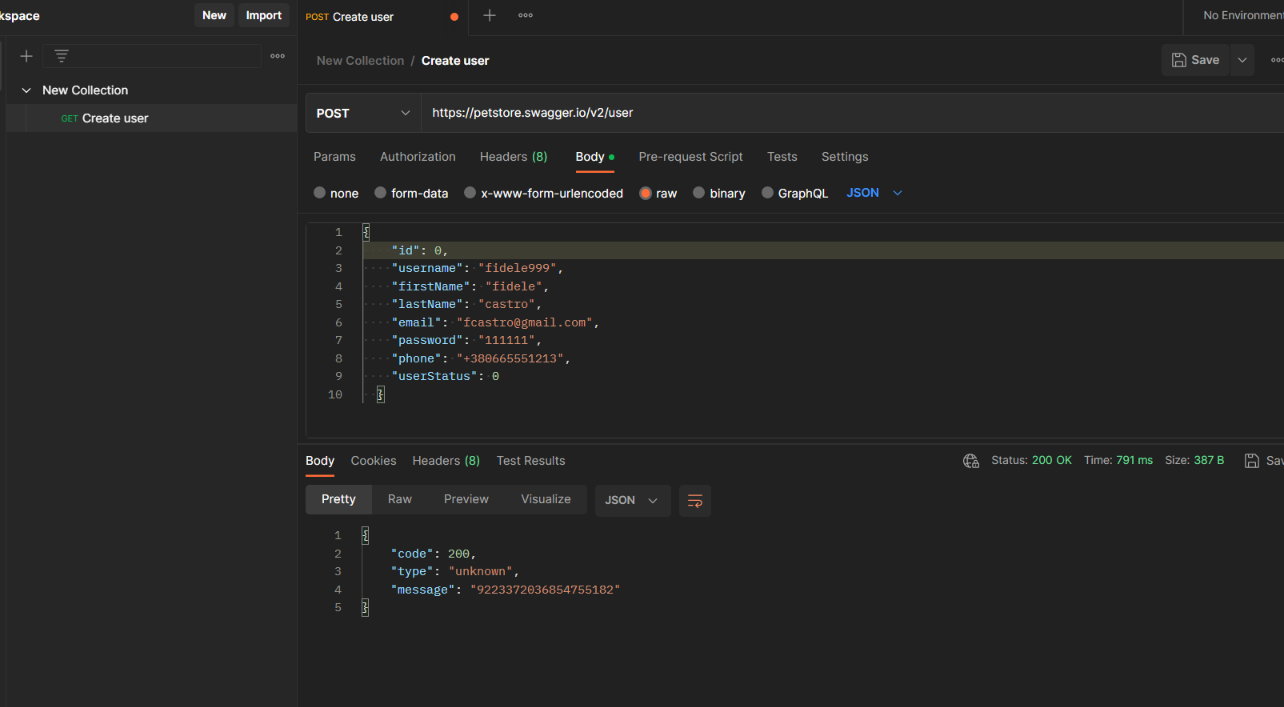 kspace
New
Import
POST Create user
No Environment
New Collection / Create user
Save
New Collection
GET Create user
POST
https://petstore.swagger.io/v2/user
Params
Authorization
Headers (8)
Body
Pre-request Script
Tests
Settings
none
form-data
x-www-form-urlencoded
raw
binary
GraphQL
JSON
1 {
2 "id": 0,
3 "username": "fidele999",
4 "firstName": "fidele",
5 "lastName": "castro",
6 "email": "fcastro@gmail.com",
7 "password": "111111",
8 "phone": "+380665551213",
9 "userStatus": 0
10 }
Body
Cookies
Headers (8)
Test Results
Status: 200 OK
Time: 791 ms
Size: 387 B
Sav
Pretty
Raw
Preview
Visualize
JSON
1 {
2 "code": 200,
3 "type": "unknown",
4 "message": "9223372036854755182"
5 }